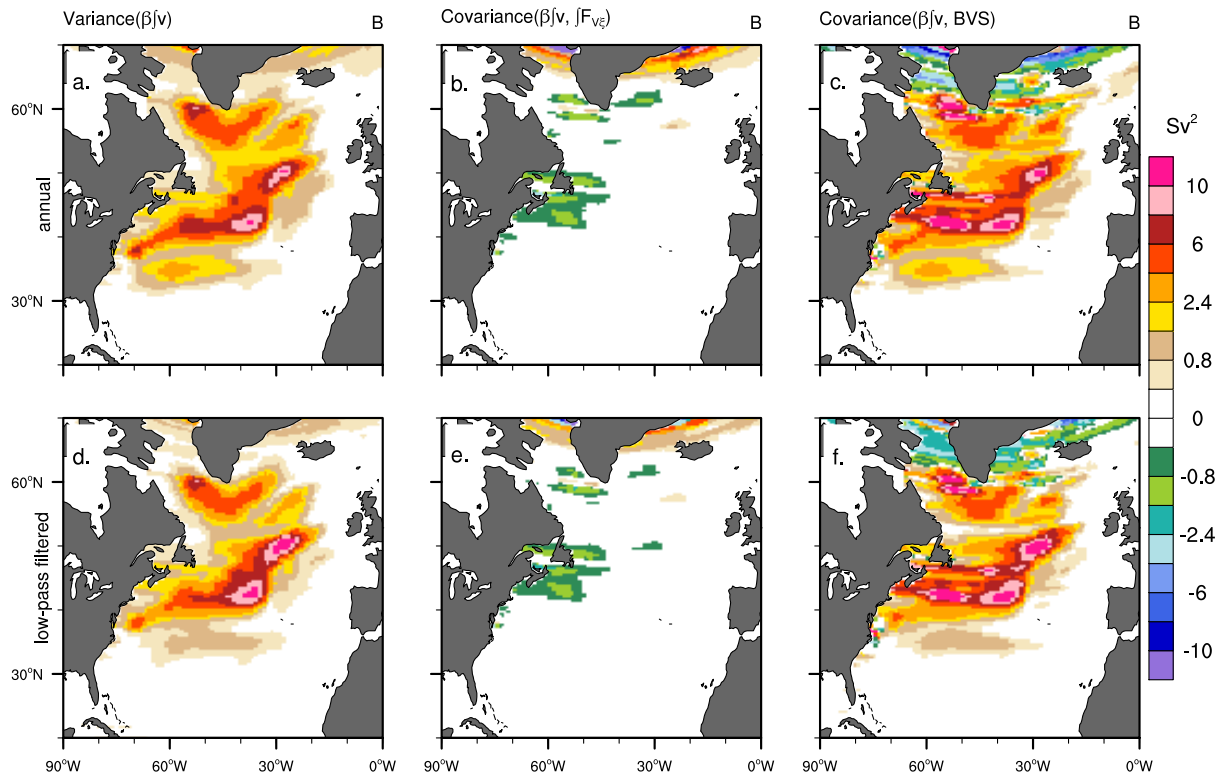 Variance(β∫v) B
Covariance(β∫v, ∫F_Vξ) B
Covariance(β∫v, BVS) B
annual
a.
b.
c.
60°N
30°N
Sv²
10
6
2.4
0.8
0
-0.8
-2.4
-6
-10
low-pass filtered
d.
e.
f.
60°N
30°N
90°W 60°W 30°W 0°W
90°W 60°W 30°W 0°W
90°W 60°W 30°W 0°W